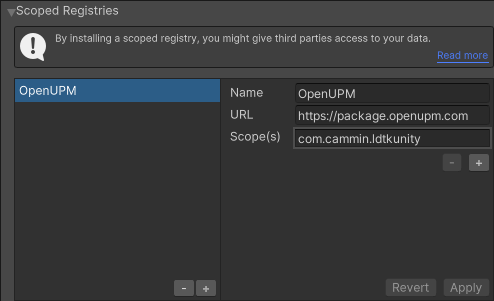 Scoped Registries
By installing a scoped registry, you might give third parties access to your data.
Read more
OpenUPM
Name OpenUPM
URL https://package.openupm.com
Scope(s) com.cammin.ldtkunity
- +
- +
Revert Apply